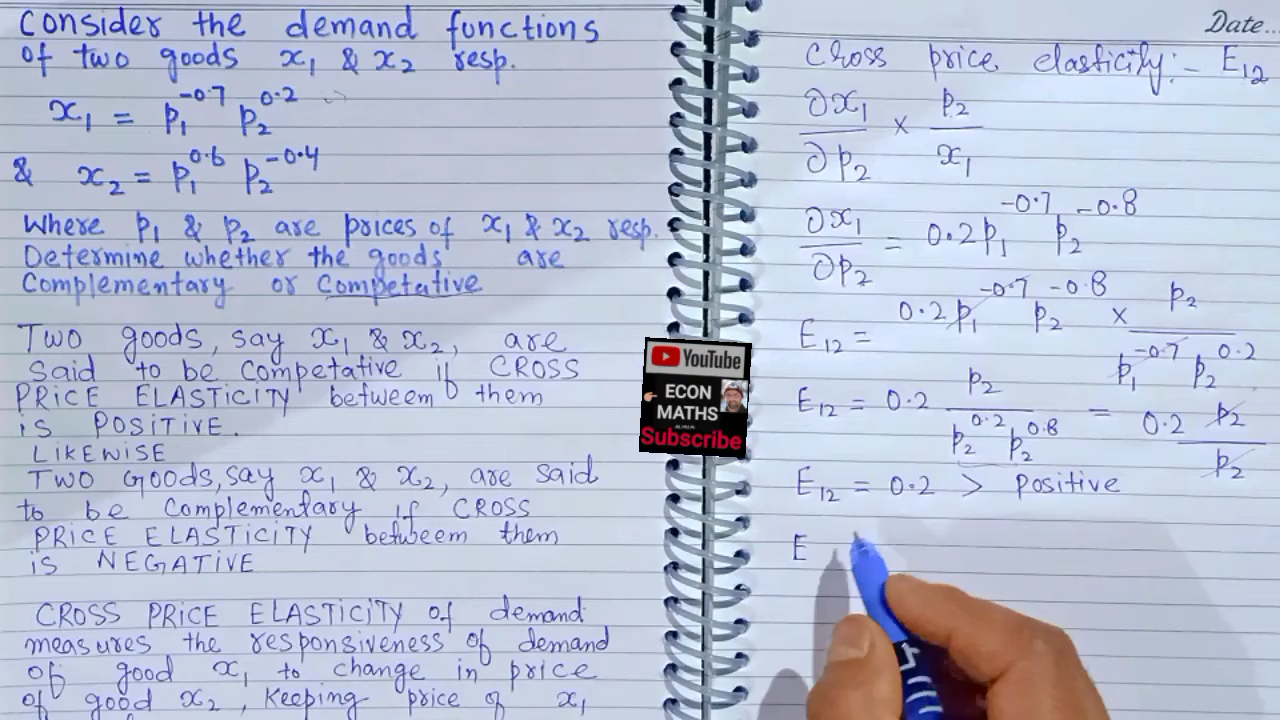 Consider the demand functions
of two goods x₁ & x₂ resp.
x₁ = p₁^-0.7 p₂^0.2
& x₂ = p₁^0.6 p₂^-0.4
Where p₁ & p₂ are prices of x₁ & x₂ resp.
Determine whether the goods are
Complementary or Competative
Two goods, say x₁ & x₂, are
said to be Competative if CROSS
PRICE ELASTICITY betweem them
is POSITIVE.
LIKEWISE
TWO GOODS, say x₁ & x₂, are said
to be Complementary if CROSS
PRICE ELASTICITY betweem them
is NEGATIVE
CROSS PRICE ELASTICITY of demand
measures the responsiveness of demand
of good x₁ to change in price
of good x₂, keeping price of x₁
YouTube
ECON
MATHS
Subscribe
Date...
Cross price elasticity:- E₁₂
∂x₁/∂p₂ × p₂/x₁
∂x₁/∂p₂ = 0.2 p₁^-0.7 p₂^-0.8
E₁₂ = 0.2 p₁^-0.7 p₂^-0.8 × p₂/(p₁^-0.7 p₂^0.2)
E₁₂ = 0.2 p₂/(p₂^0.2 p₂^0.8) = 0.2 p₂/p₂
E₁₂ = 0.2 > positive
E